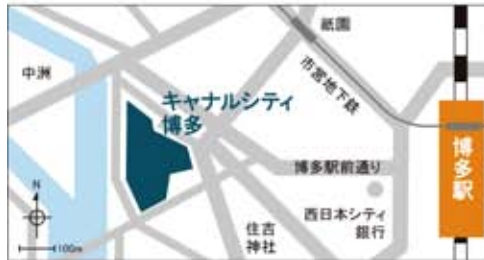 祇園
中洲
市営地下鉄
キャナルシティ
博多
博多駅
博多駅前通り
西日本シティ
銀行
住吉
神社
N
100m